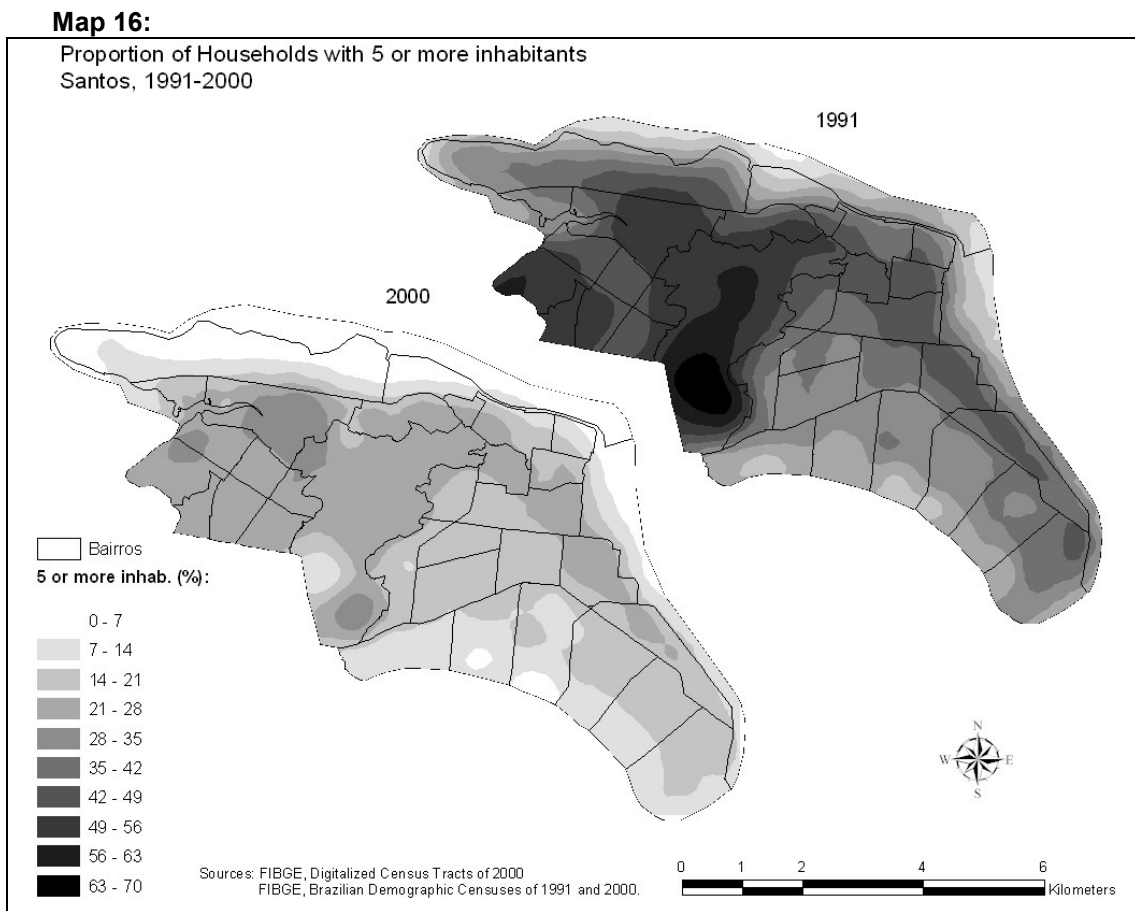 Map 16:
Proportion of Households with 5 or more inhabitants
Santos, 1991-2000
1991
2000
Bairros
5 or more inhab. (%):
0 - 7
7 - 14
14 - 21
21 - 28
28 - 35
35 - 42
42 - 49
49 - 56
56 - 63
63 - 70
N
W E
S
Sources: FIBGE, Digitalized Census Tracts of 2000
FIBGE, Brazilian Demographic Censuses of 1991 and 2000.
0 1 2 4 6
Kilometers